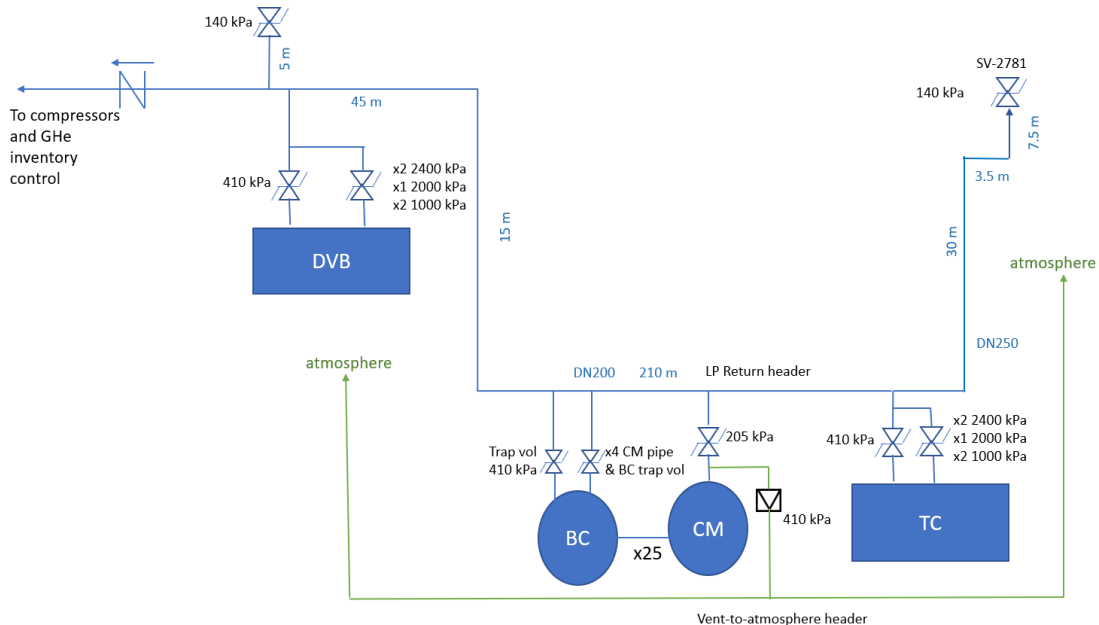 140 kPa
5 m
To compressors
and GHe
inventory
control
45 m
410 kPa
x2 2400 kPa
x1 2000 kPa
x2 1000 kPa
DVB
15 m
SV-2781
140 kPa
7.5 m
3.5 m
30 m
atmosphere
atmosphere
DN250
DN200
210 m
LP Return header
Trap vol
410 kPa
x4 CM pipe
& BC trap vol
205 kPa
410 kPa
x2 2400 kPa
x1 2000 kPa
x2 1000 kPa
410 kPa
BC
x25
CM
TC
Vent-to-atmosphere header